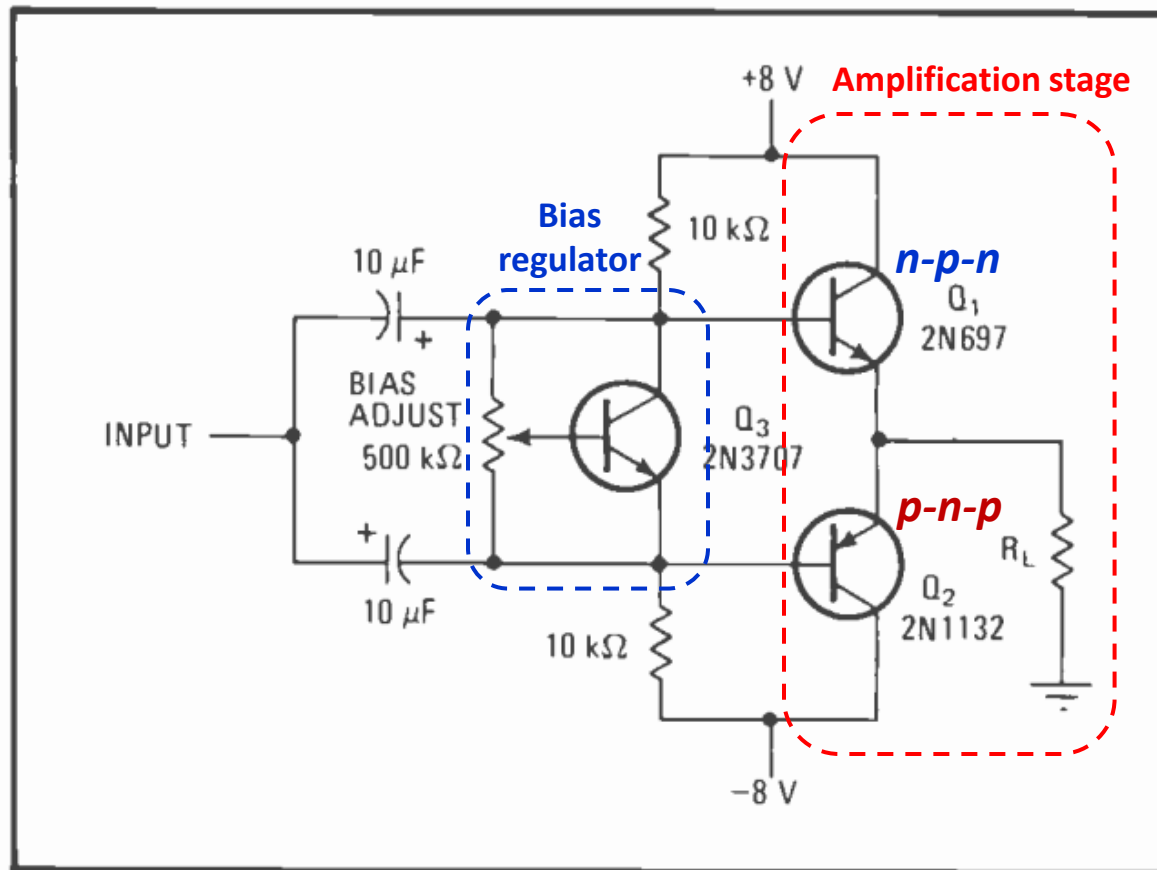 +8 V
Amplification stage
Bias
regulator
10 kΩ
n-p-n
10 µF
Q₁
2N697
+
BIAS
ADJUST
500 kΩ
INPUT
Q₃
2N3707
p-n-p
+
R_L
10 µF
Q₂
2N1132
10 kΩ
−8 V